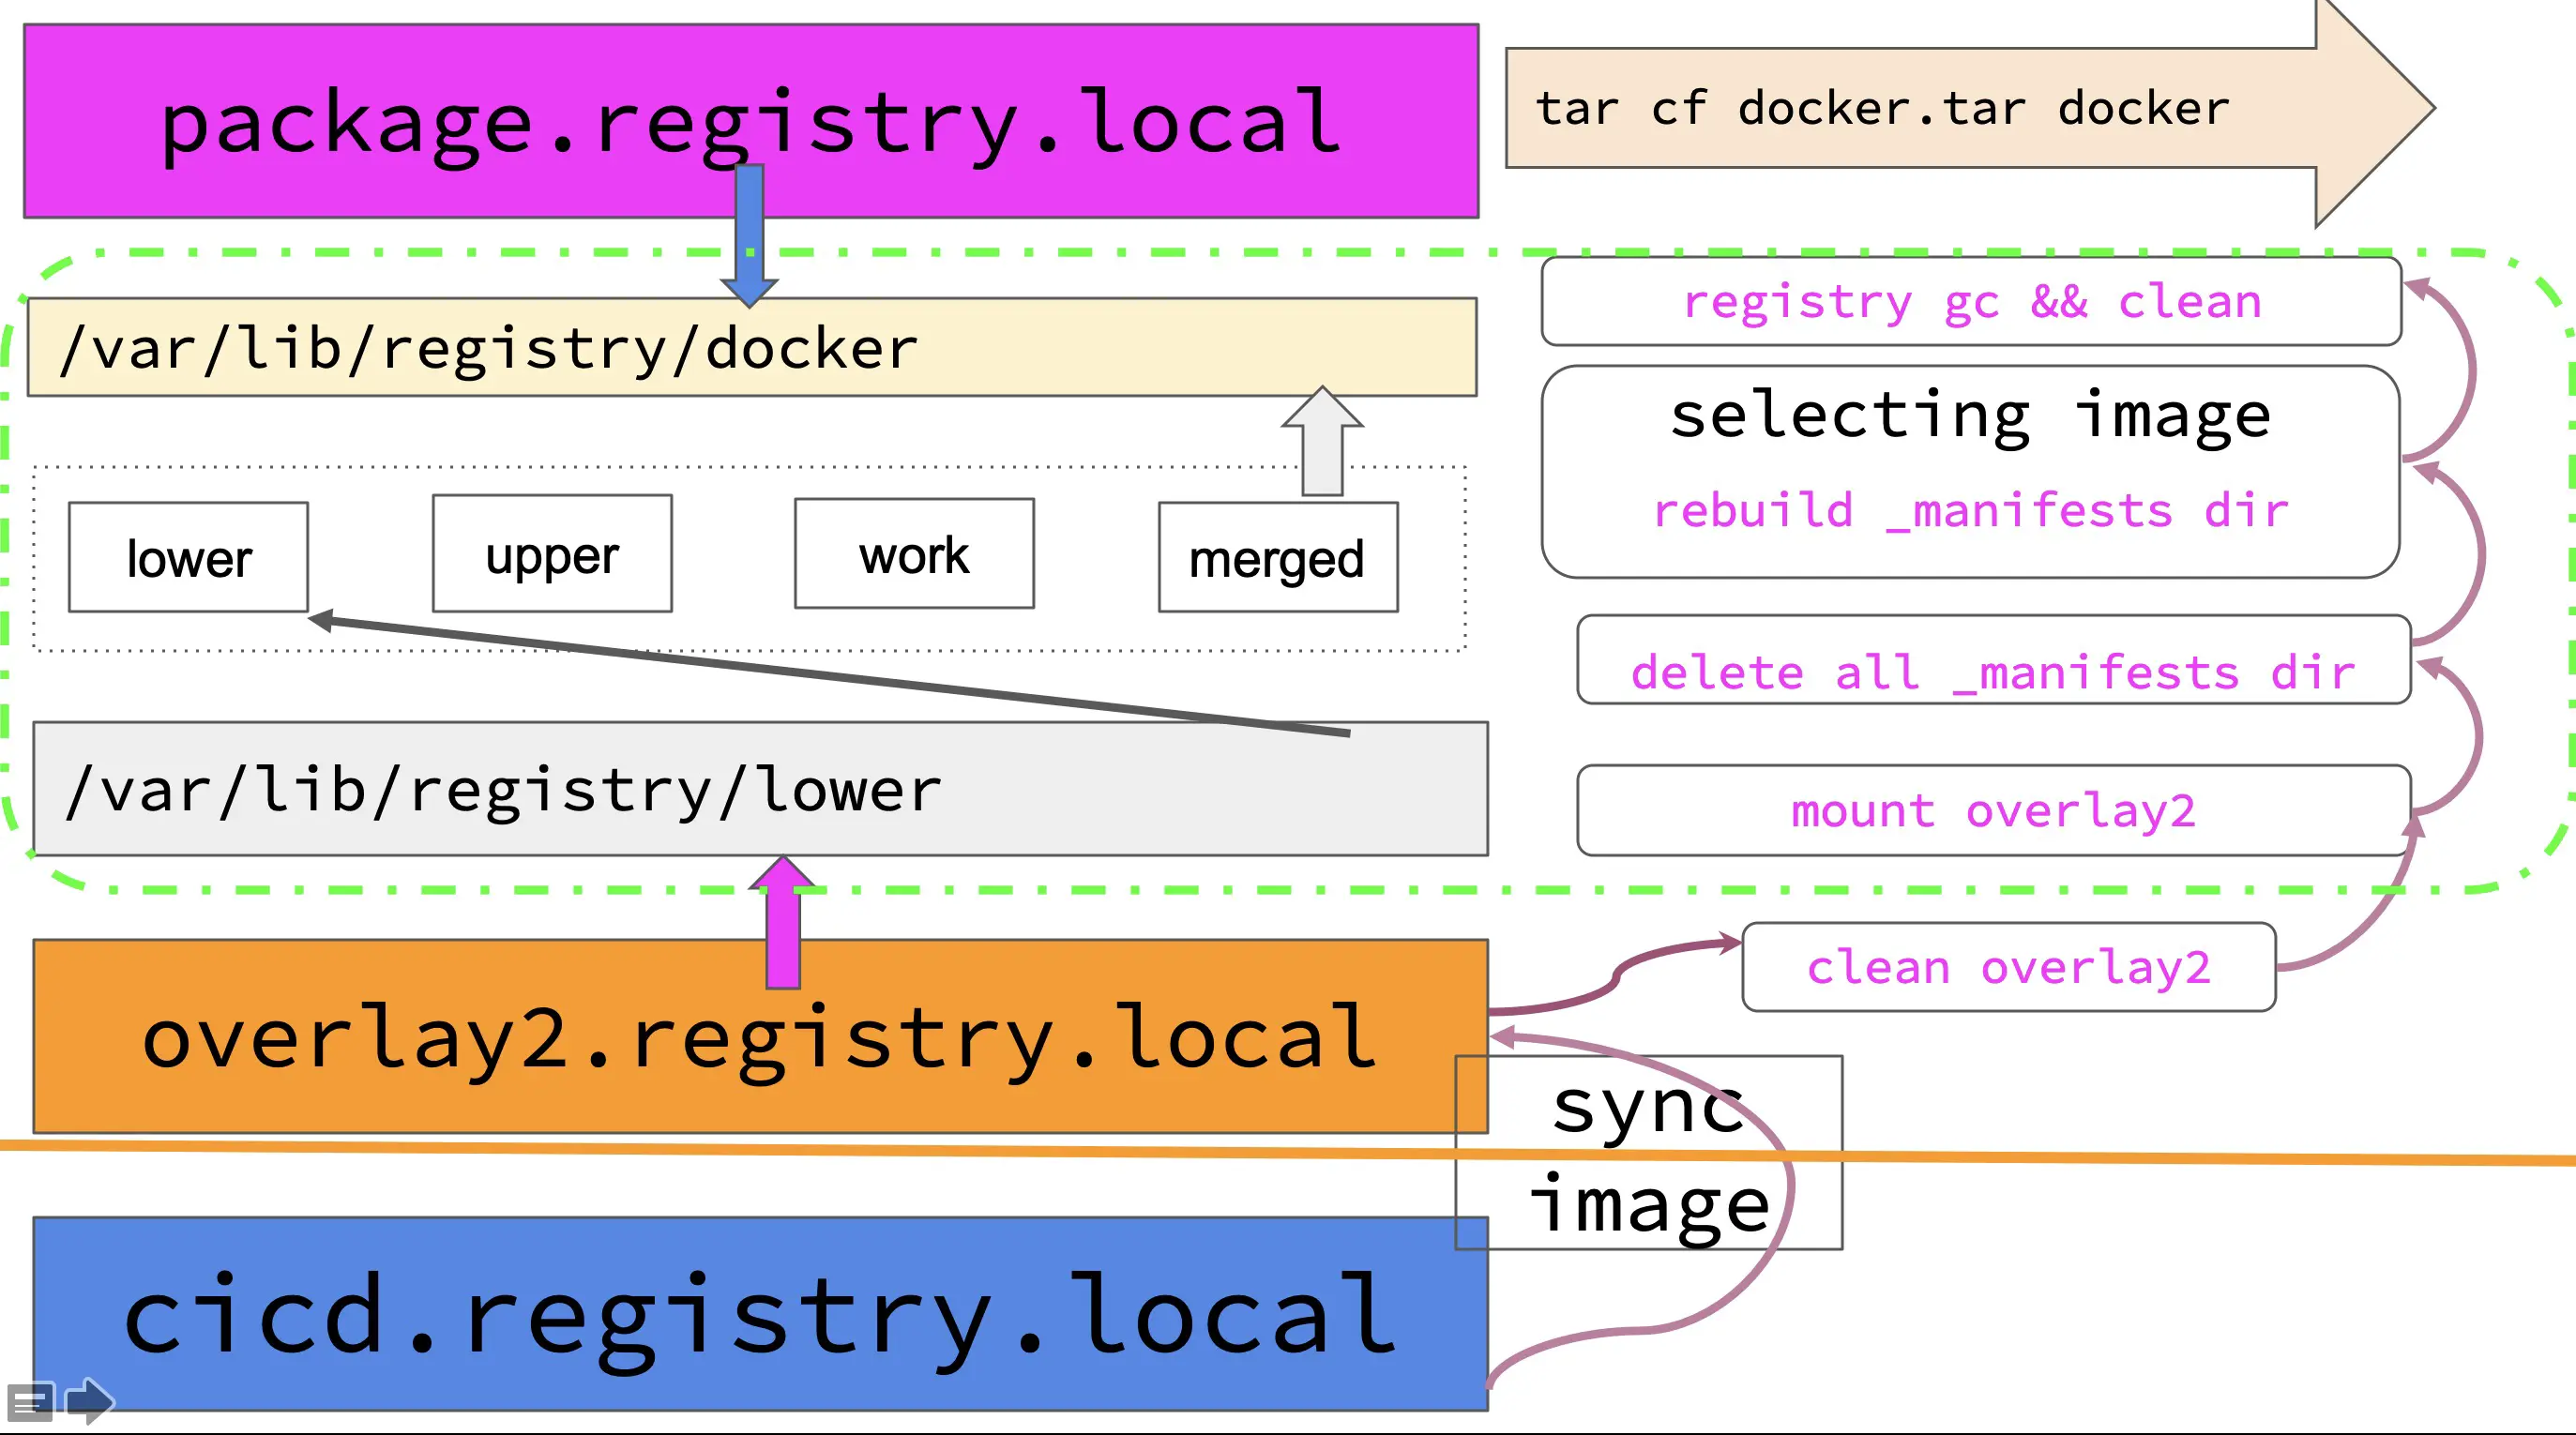 package.registry.local
tar cf docker.tar docker
/var/lib/registry/docker
registry gc && clean
selecting image
rebuild _manifests dir
lower
upper
work
merged
delete all _manifests dir
/var/lib/registry/lower
mount overlay2
clean overlay2
overlay2.registry.local
sync
image
cicd.registry.local